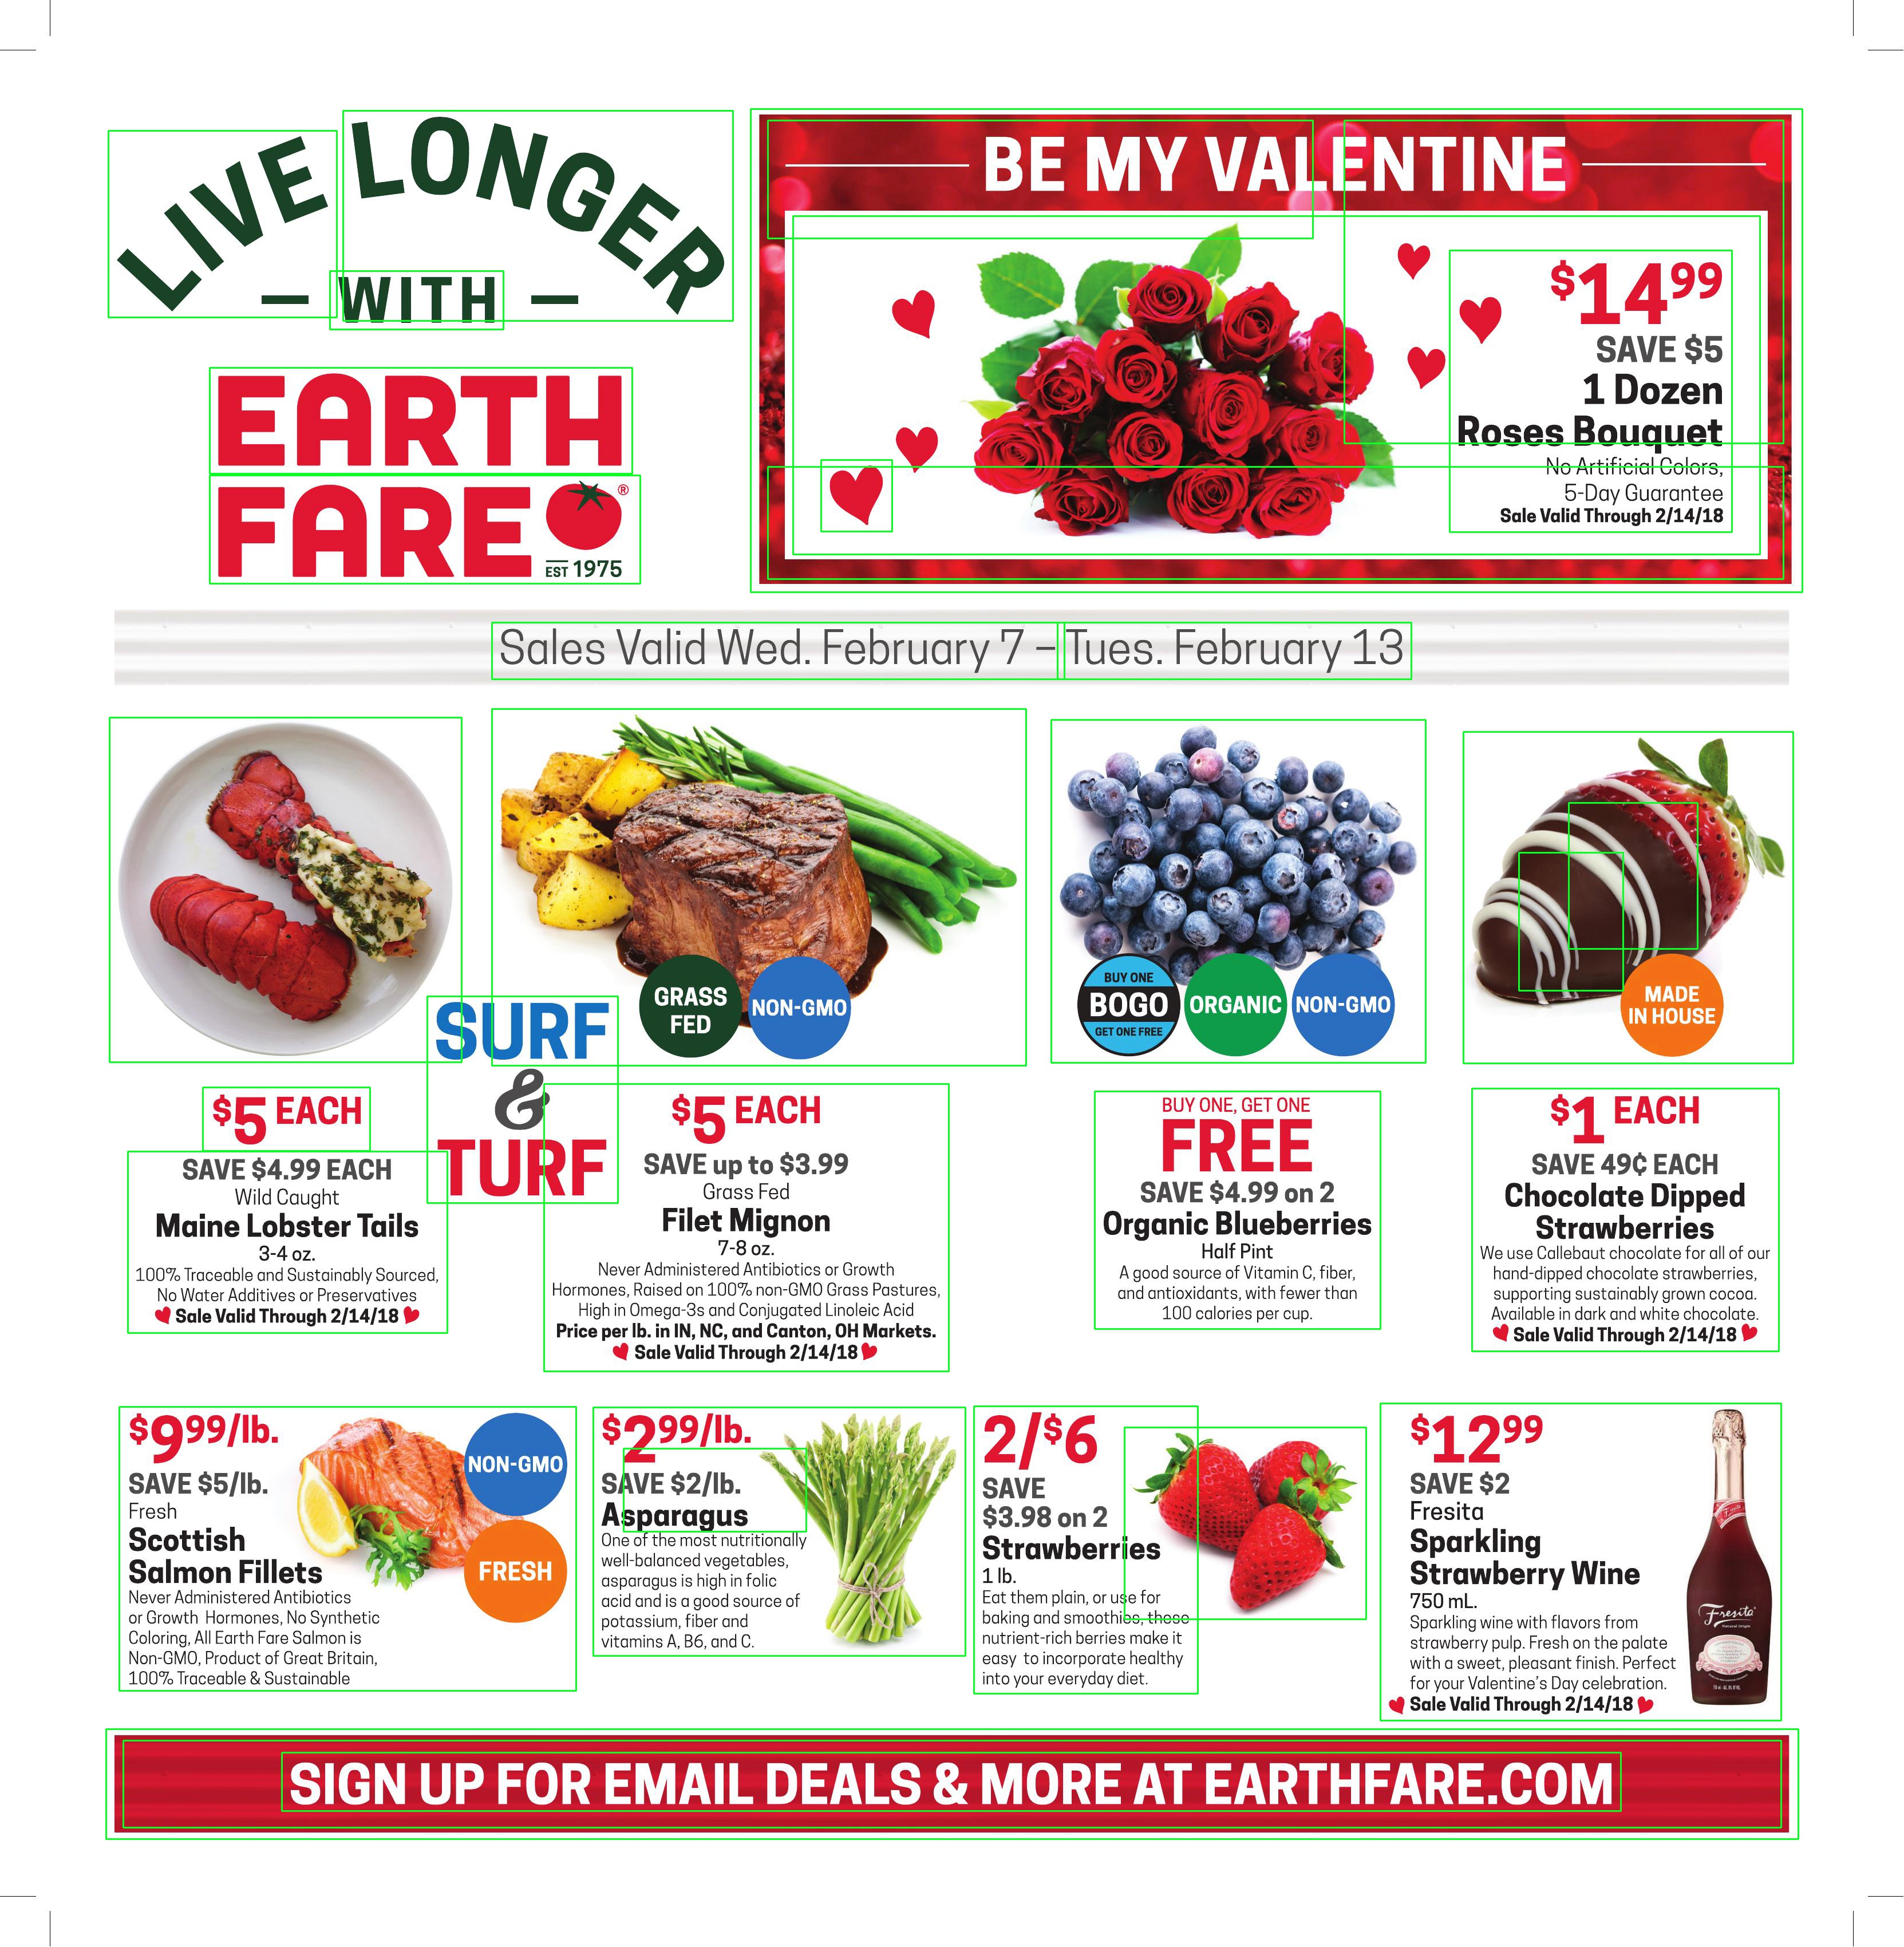 LIVE LONGER
WITH
EARTH
FARE®
EST 1975
BE MY VALENTINE
$14 99
SAVE $5
1 Dozen
Roses Bouquet
No Artificial Colors,
5-Day Guarantee
Sale Valid Through 2/14/18
Sales Valid Wed. February 7 – Tues. February 13
GRASS
FED
NON-GMO
BUY ONE
BOGO
GET ONE FREE
ORGANIC
NON-GMO
MADE
IN HOUSE
SURF
&
TURF
$5 EACH
SAVE $4.99 EACH
Wild Caught
Maine Lobster Tails
3-4 oz.
100% Traceable and Sustainably Sourced,
No Water Additives or Preservatives
Sale Valid Through 2/14/18
$5 EACH
SAVE up to $3.99
Grass Fed
Filet Mignon
7-8 oz.
Never Administered Antibiotics or Growth
Hormones, Raised on 100% non-GMO Grass Pastures,
High in Omega-3s and Conjugated Linoleic Acid
Price per lb. in IN, NC, and Canton, OH Markets.
Sale Valid Through 2/14/18
BUY ONE, GET ONE
FREE
SAVE $4.99 on 2
Organic Blueberries
Half Pint
A good source of Vitamin C, fiber,
and antioxidants, with fewer than
100 calories per cup.
$1 EACH
SAVE 49¢ EACH
Chocolate Dipped
Strawberries
We use Callebaut chocolate for all of our
hand-dipped chocolate strawberries,
supporting sustainably grown cocoa.
Available in dark and white chocolate.
Sale Valid Through 2/14/18
$9 99/lb.
SAVE $5/lb.
Fresh
Scottish
Salmon Fillets
Never Administered Antibiotics
or Growth Hormones, No Synthetic
Coloring, All Earth Fare Salmon is
Non-GMO, Product of Great Britain,
100% Traceable & Sustainable
NON-GMO
FRESH
$2 99/lb.
SAVE $2/lb.
Asparagus
One of the most nutritionally
well-balanced vegetables,
asparagus is high in folic
acid and is a good source of
potassium, fiber and
vitamins A, B6, and C.
2/$6
SAVE
$3.98 on 2
Strawberries
1 lb.
Eat them plain, or use for
baking and smoothies, these
nutrient-rich berries make it
easy to incorporate healthy
into your everyday diet.
$12 99
SAVE $2
Fresita
Sparkling
Strawberry Wine
750 mL.
Sparkling wine with flavors from
strawberry pulp. Fresh on the palate
with a sweet, pleasant finish. Perfect
for your Valentine's Day celebration.
Sale Valid Through 2/14/18
Fresita
SIGN UP FOR EMAIL DEALS & MORE AT EARTHFARE.COM